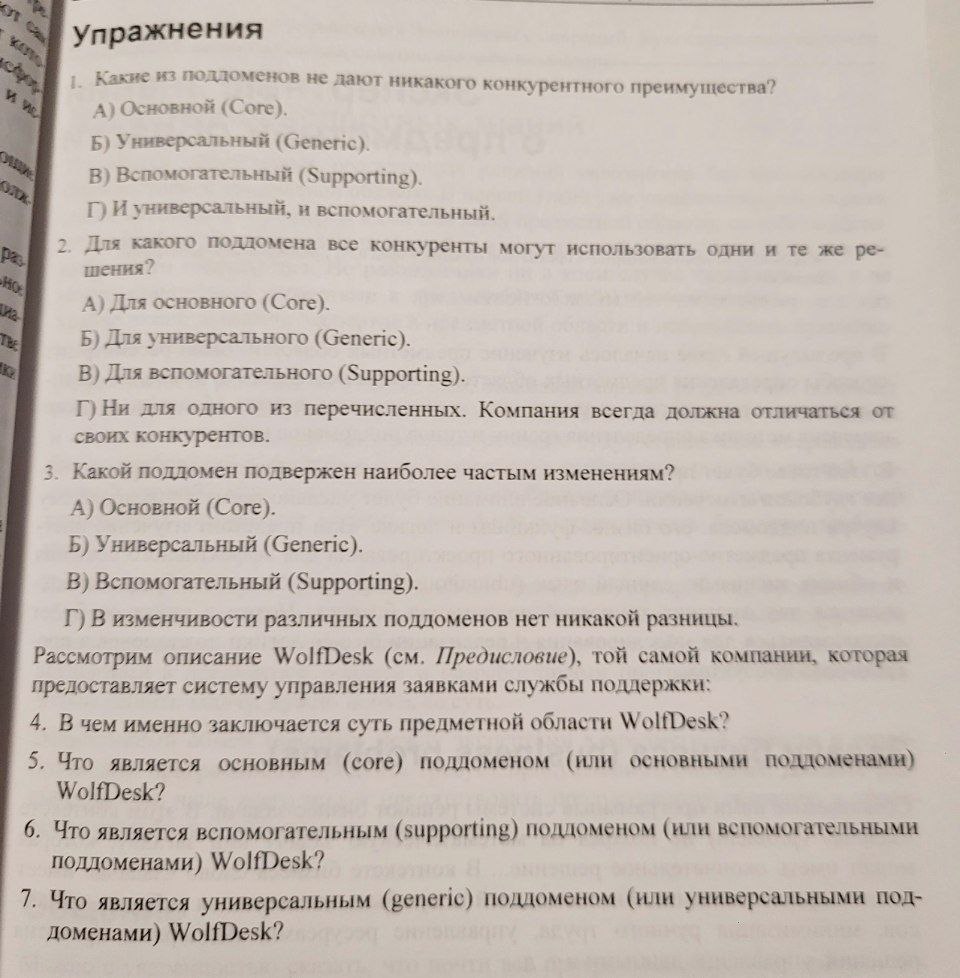 Упражнения
1. Какие из поддоменов не дают никакого конкурентного преимущества?
А) Основной (Core).
Б) Универсальный (Generic).
В) Вспомогательный (Supporting).
Г) И универсальный, и вспомогательный.
2. Для какого поддомена все конкуренты могут использовать одни и те же ре-
шения?
А) Для основного (Core).
Б) Для универсального (Generic).
В) Для вспомогательного (Supporting).
Г) Ни для одного из перечисленных. Компания всегда должна отличаться от
своих конкурентов.
3. Какой поддомен подвержен наиболее частым изменениям?
А) Основной (Core).
Б) Универсальный (Generic).
В) Вспомогательный (Supporting).
Г) В изменчивости различных поддоменов нет никакой разницы.
Рассмотрим описание WolfDesk (см. Предисловие), той самой компании, которая
предоставляет систему управления заявками службы поддержки:
4. В чем именно заключается суть предметной области WolfDesk?
5. Что является основным (core) поддоменом (или основными поддоменами)
WolfDesk?
6. Что является вспомогательным (supporting) поддоменом (или вспомогательными
поддоменами) WolfDesk?
7. Что является универсальным (generic) поддоменом (или универсальными под-
доменами) WolfDesk?